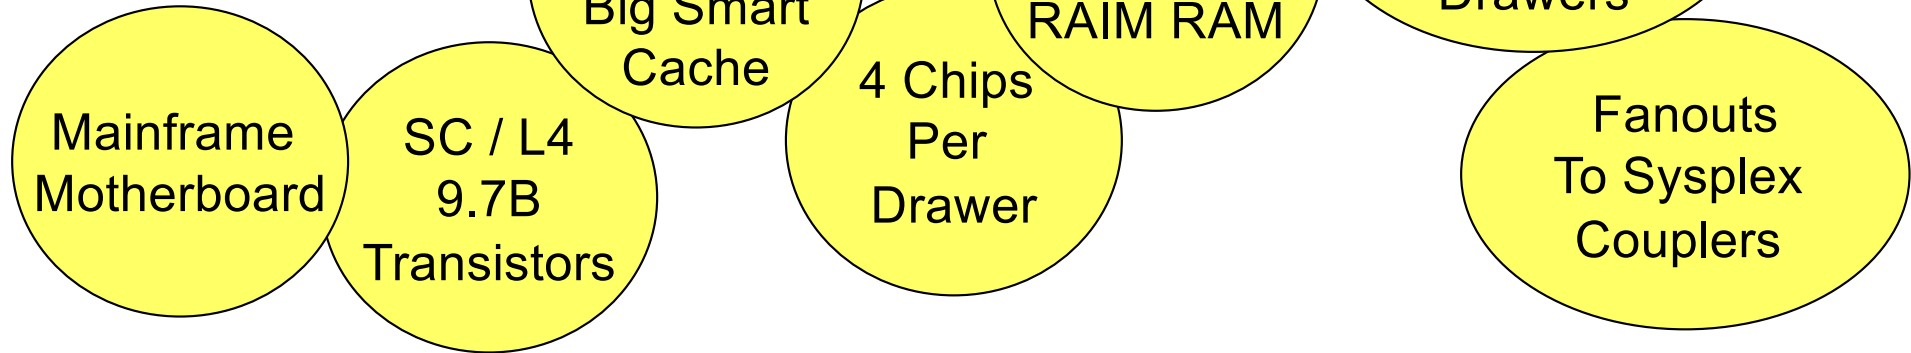 Big Smart
Cache
RAIM RAM
Drawers
Mainframe
Motherboard
SC / L4
9.7B
Transistors
4 Chips
Per
Drawer
Fanouts
To Sysplex
Couplers